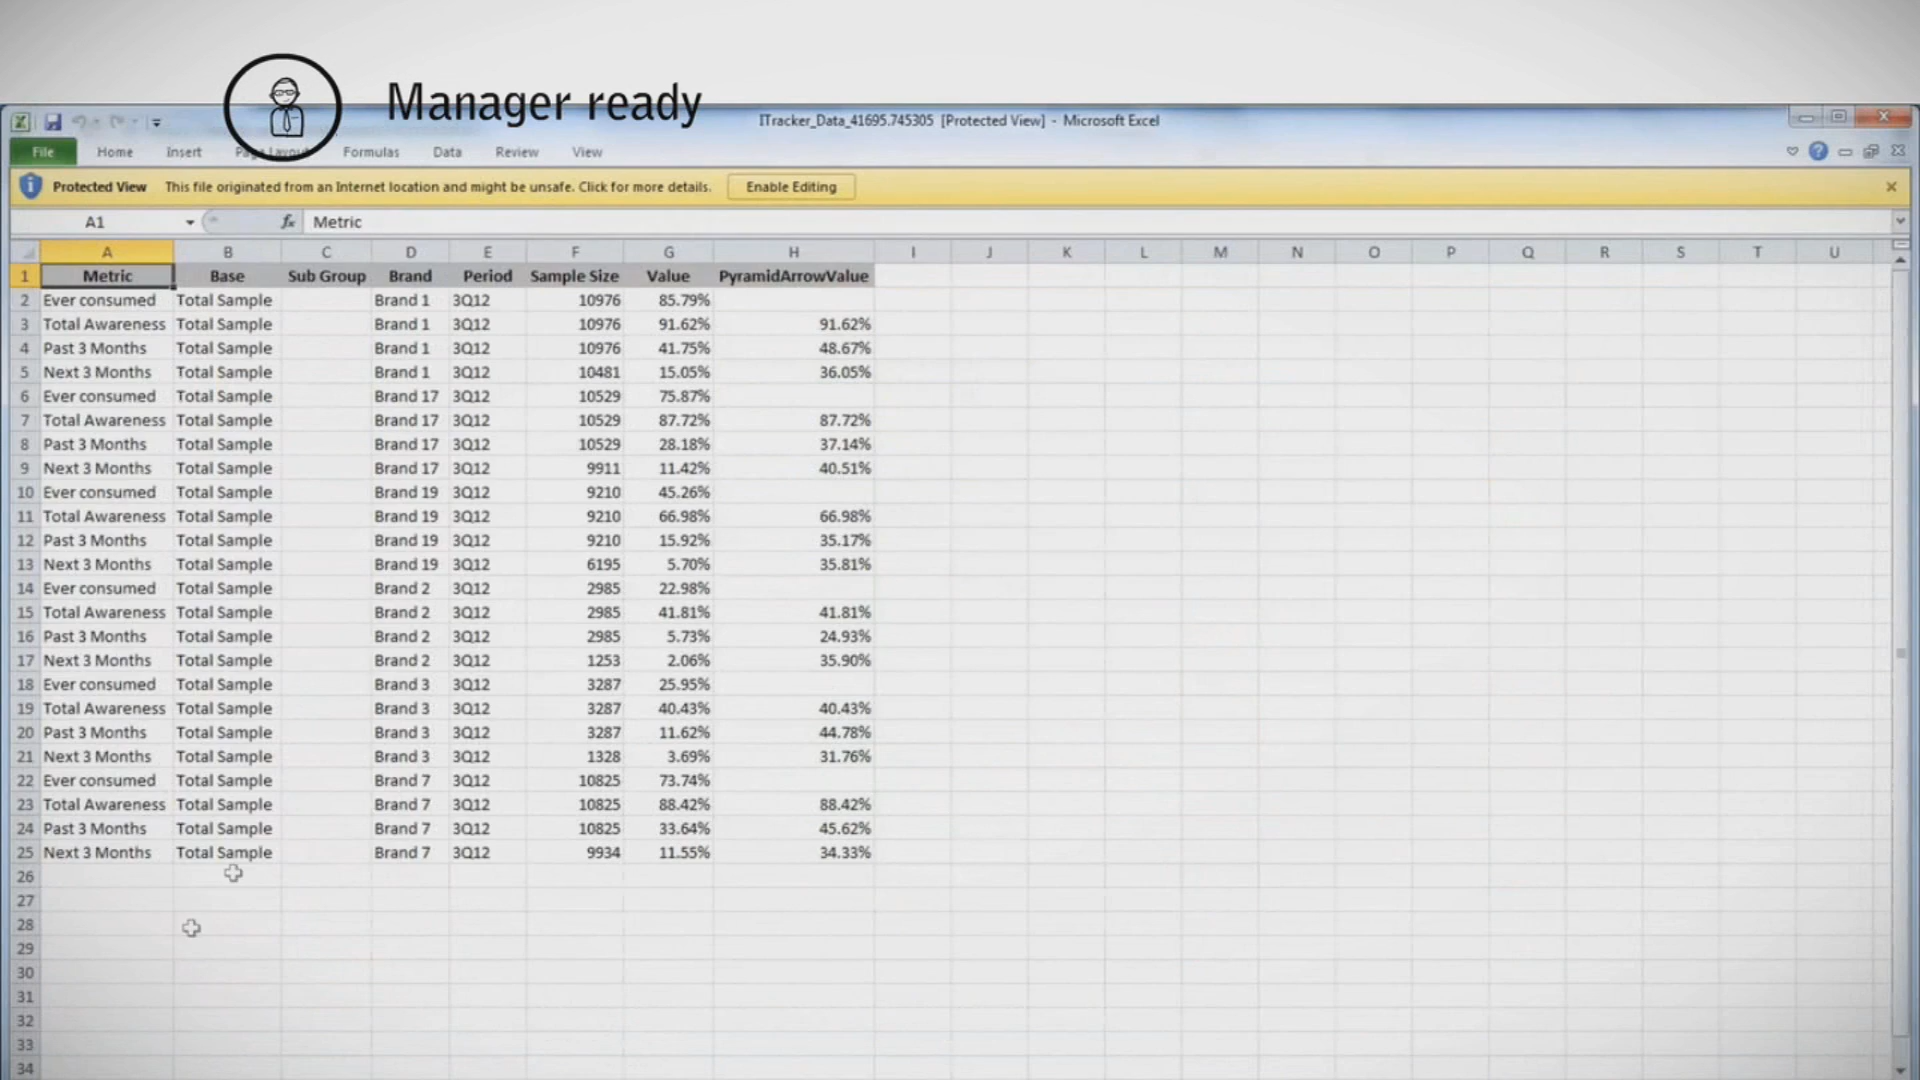 Manager ready
ITracker_Data_41695.745305 [Protected View] - Microsoft Excel
File Home Insert Page Layout Formulas Data Review View
Protected View This file originated from an Internet location and might be unsafe. Click for more details. Enable Editing
A1 fx Metric
A B C D E F G H I J K L M N O P Q R S T U
1 Metric Base Sub Group Brand Period Sample Size Value PyramidArrowValue
2 Ever consumed Total Sample Brand 1 3Q12 10976 85.79%
3 Total Awareness Total Sample Brand 1 3Q12 10976 91.62% 91.62%
4 Past 3 Months Total Sample Brand 1 3Q12 10976 41.75% 48.67%
5 Next 3 Months Total Sample Brand 1 3Q12 10481 15.05% 36.05%
6 Ever consumed Total Sample Brand 17 3Q12 10529 75.87%
7 Total Awareness Total Sample Brand 17 3Q12 10529 87.72% 87.72%
8 Past 3 Months Total Sample Brand 17 3Q12 10529 28.18% 37.14%
9 Next 3 Months Total Sample Brand 17 3Q12 9911 11.42% 40.51%
10 Ever consumed Total Sample Brand 19 3Q12 9210 45.26%
11 Total Awareness Total Sample Brand 19 3Q12 9210 66.98% 66.98%
12 Past 3 Months Total Sample Brand 19 3Q12 9210 15.92% 35.17%
13 Next 3 Months Total Sample Brand 19 3Q12 6195 5.70% 35.81%
14 Ever consumed Total Sample Brand 2 3Q12 2985 22.98%
15 Total Awareness Total Sample Brand 2 3Q12 2985 41.81% 41.81%
16 Past 3 Months Total Sample Brand 2 3Q12 2985 5.73% 24.93%
17 Next 3 Months Total Sample Brand 2 3Q12 1253 2.06% 35.90%
18 Ever consumed Total Sample Brand 3 3Q12 3287 25.95%
19 Total Awareness Total Sample Brand 3 3Q12 3287 40.43% 40.43%
20 Past 3 Months Total Sample Brand 3 3Q12 3287 11.62% 44.78%
21 Next 3 Months Total Sample Brand 3 3Q12 1328 3.69% 31.76%
22 Ever consumed Total Sample Brand 7 3Q12 10825 73.74%
23 Total Awareness Total Sample Brand 7 3Q12 10825 88.42% 88.42%
24 Past 3 Months Total Sample Brand 7 3Q12 10825 33.64% 45.62%
25 Next 3 Months Total Sample Brand 7 3Q12 9934 11.55% 34.33%
26
27
28
29
30
31
32
33
34